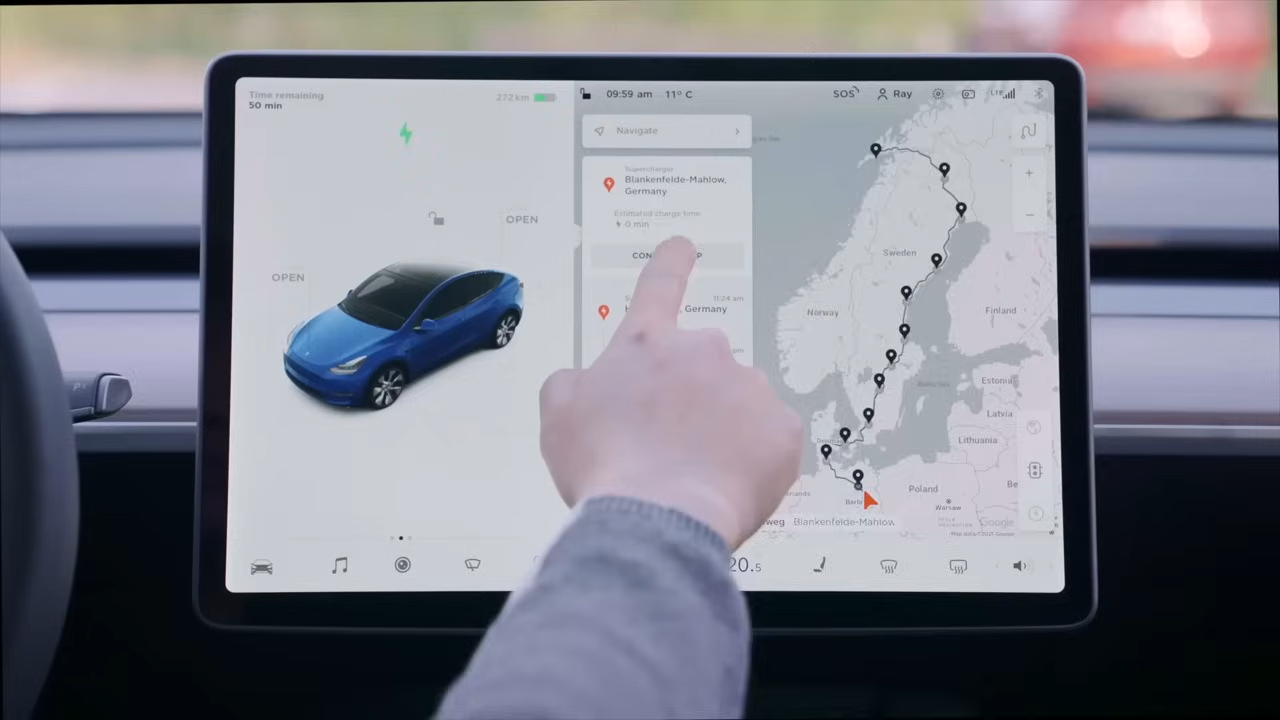 Time remaining
50 min
272 km
09:59 am 11° C
SOS
Ray
LTE
OPEN
OPEN
Navigate
Supercharger
Blankenfelde-Mahlow,
Germany
Estimated charge time:
0 min
11:24 am
, Germany
Sweden
Norway
Finland
Estonia
Latvia
Lithuania
Poland
Warsaw
Google
Blankenfelde-Mahlow
20.5